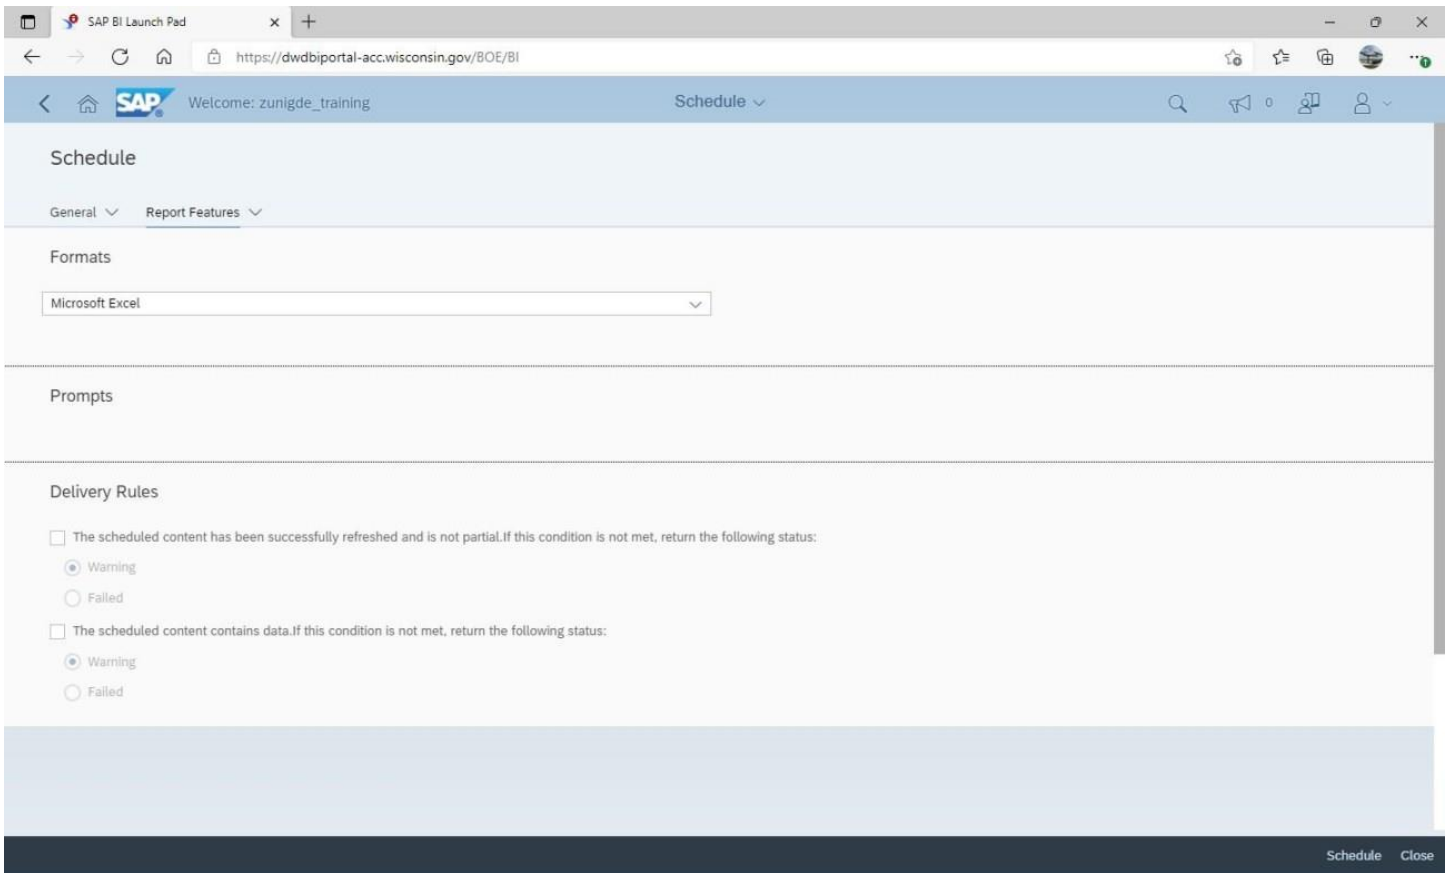 SAP BI Launch Pad
https://dwdbiportal-acc.wisconsin.gov/BOE/BI
SAP Welcome: zunigde_training Schedule 0
Schedule
General Report Features
Formats
Microsoft Excel
Prompts
Delivery Rules
The scheduled content has been successfully refreshed and is not partial.If this condition is not met, return the following status:
Warning
Failed
The scheduled content contains data.If this condition is not met, return the following status:
Warning
Failed
Schedule Close